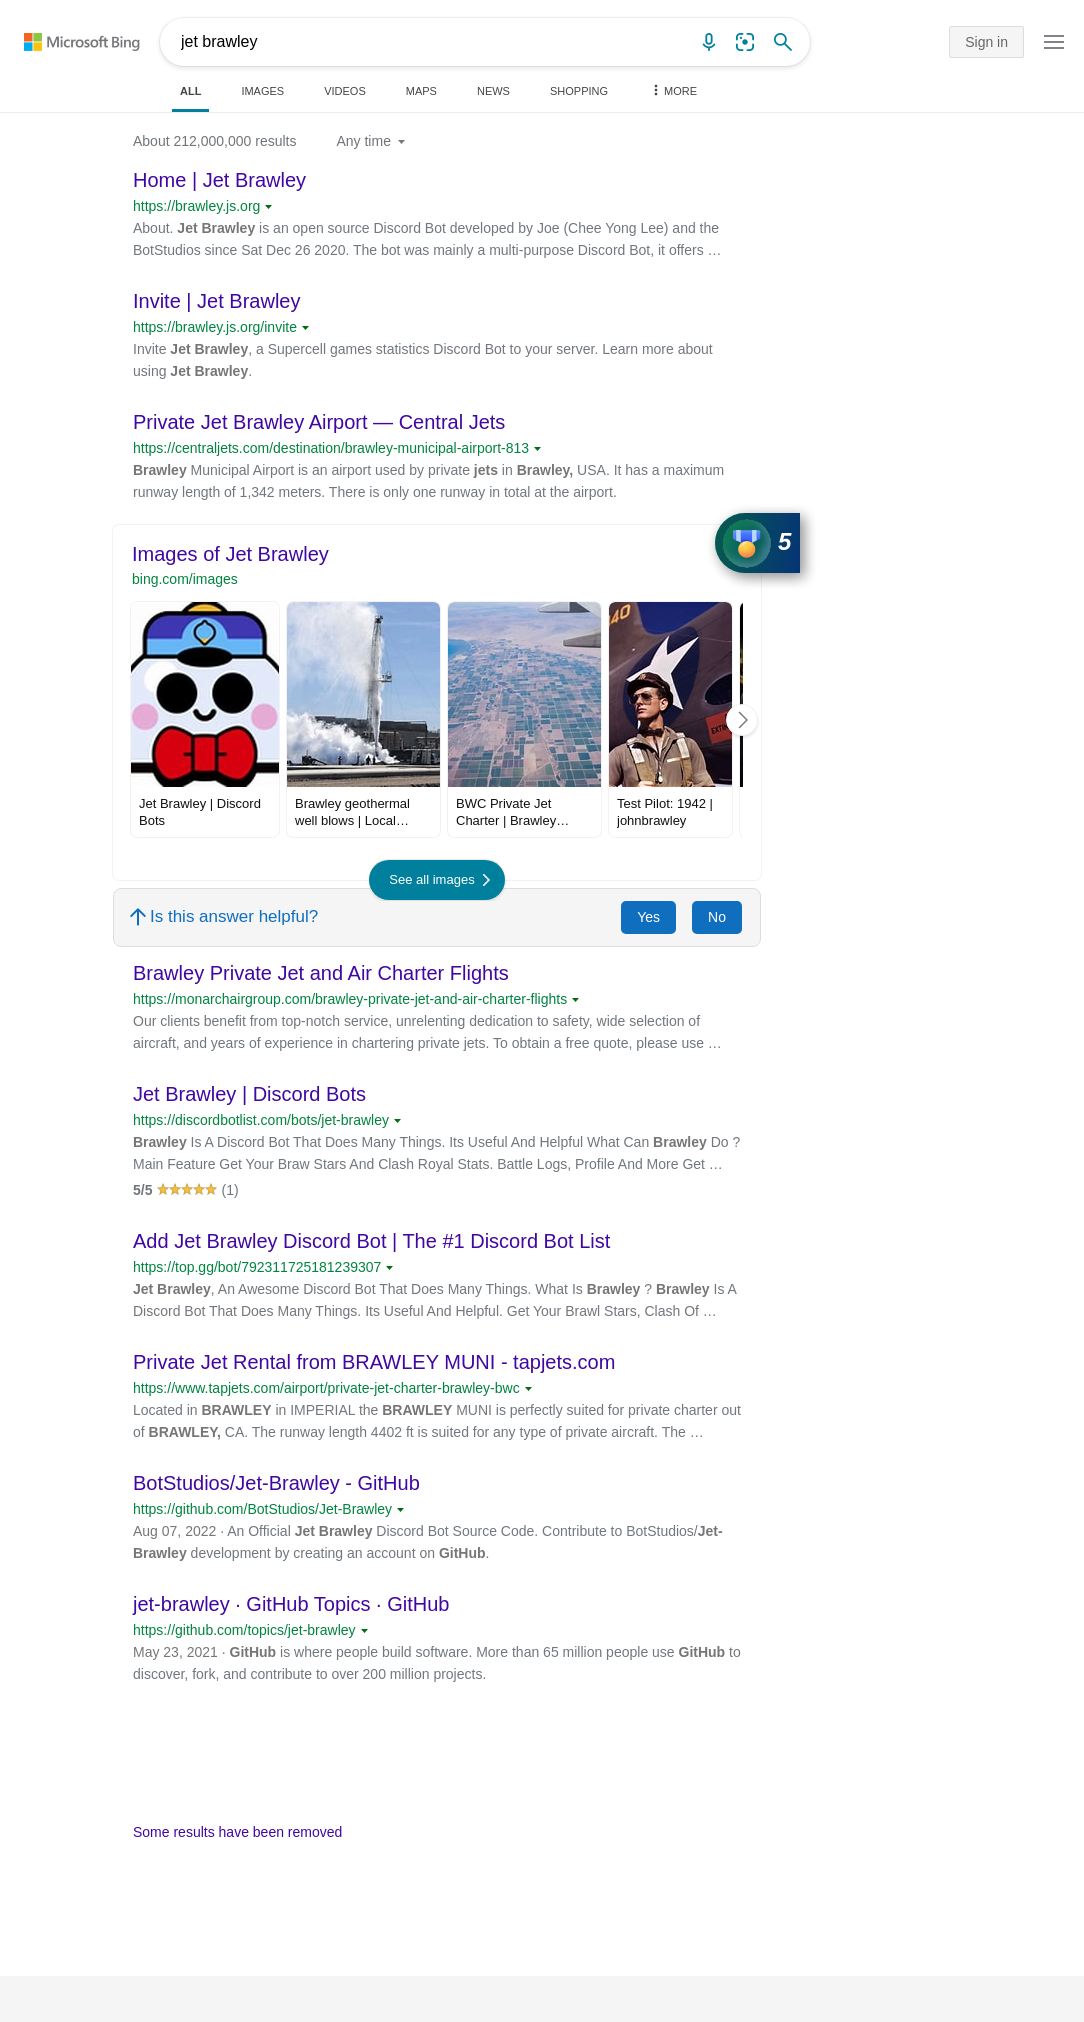 Microsoft Bing
jet brawley
Sign in
ALL IMAGES VIDEOS MAPS NEWS SHOPPING MORE
About 212,000,000 results Any time
Home | Jet Brawley
https://brawley.js.org
About. Jet Brawley is an open source Discord Bot developed by Joe (Chee Yong Lee) and the
BotStudios since Sat Dec 26 2020. The bot was mainly a multi-purpose Discord Bot, it offers …
Invite | Jet Brawley
https://brawley.js.org/invite
Invite Jet Brawley, a Supercell games statistics Discord Bot to your server. Learn more about
using Jet Brawley.
Private Jet Brawley Airport — Central Jets
https://centraljets.com/destination/brawley-municipal-airport-813
Brawley Municipal Airport is an airport used by private jets in Brawley, USA. It has a maximum
runway length of 1,342 meters. There is only one runway in total at the airport.
5
Images of Jet Brawley
bing.com/images
40
EXTIN
Jet Brawley | Discord
Bots
Brawley geothermal
well blows | Local…
BWC Private Jet
Charter | Brawley…
Test Pilot: 1942 |
johnbrawley
See all images
Is this answer helpful? Yes No
Brawley Private Jet and Air Charter Flights
https://monarchairgroup.com/brawley-private-jet-and-air-charter-flights
Our clients benefit from top-notch service, unrelenting dedication to safety, wide selection of
aircraft, and years of experience in chartering private jets. To obtain a free quote, please use …
Jet Brawley | Discord Bots
https://discordbotlist.com/bots/jet-brawley
Brawley Is A Discord Bot That Does Many Things. Its Useful And Helpful What Can Brawley Do ?
Main Feature Get Your Braw Stars And Clash Royal Stats. Battle Logs, Profile And More Get …
5/5 (1)
Add Jet Brawley Discord Bot | The #1 Discord Bot List
https://top.gg/bot/792311725181239307
Jet Brawley, An Awesome Discord Bot That Does Many Things. What Is Brawley ? Brawley Is A
Discord Bot That Does Many Things. Its Useful And Helpful. Get Your Brawl Stars, Clash Of …
Private Jet Rental from BRAWLEY MUNI - tapjets.com
https://www.tapjets.com/airport/private-jet-charter-brawley-bwc
Located in BRAWLEY in IMPERIAL the BRAWLEY MUNI is perfectly suited for private charter out
of BRAWLEY, CA. The runway length 4402 ft is suited for any type of private aircraft. The …
BotStudios/Jet-Brawley - GitHub
https://github.com/BotStudios/Jet-Brawley
Aug 07, 2022 · An Official Jet Brawley Discord Bot Source Code. Contribute to BotStudios/Jet-
Brawley development by creating an account on GitHub.
jet-brawley · GitHub Topics · GitHub
https://github.com/topics/jet-brawley
May 23, 2021 · GitHub is where people build software. More than 65 million people use GitHub to
discover, fork, and contribute to over 200 million projects.
Some results have been removed